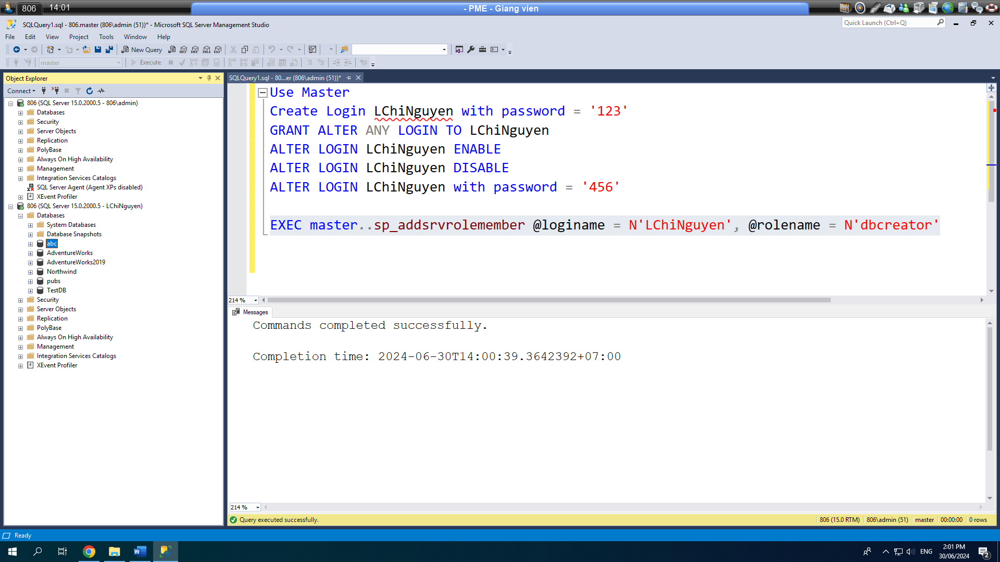 806 14:01 - PME - Giang vien
SQLQuery1.sql - 806.master (806\admin (51))* - Microsoft SQL Server Management Studio
Quick Launch (Ctrl+Q)
File Edit View Project Tools Window Help
New Query MDX DMX XMLA DAX
master Execute
Object Explorer
Connect
806 (SQL Server 15.0.2000.5 - 806\admin)
Databases
Security
Server Objects
Replication
PolyBase
Always On High Availability
Management
Integration Services Catalogs
SQL Server Agent (Agent XPs disabled)
XEvent Profiler
806 (SQL Server 15.0.2000.5 - LChiNguyen)
Databases
System Databases
Database Snapshots
abc
AdventureWorks
AdventureWorks2019
Northwind
pubs
TestDB
Security
Server Objects
Replication
PolyBase
Always On High Availability
Management
Integration Services Catalogs
XEvent Profiler
SQLQuery1.sql - 80...er (806\admin (51))*
Use Master
Create Login LChiNguyen with password = '123'
GRANT ALTER ANY LOGIN TO LChiNguyen
ALTER LOGIN LChiNguyen ENABLE
ALTER LOGIN LChiNguyen DISABLE
ALTER LOGIN LChiNguyen with password = '456'
EXEC master..sp_addsrvrolemember @loginame = N'LChiNguyen', @rolename = N'dbcreator'
214 %
Messages
Commands completed successfully.
Completion time: 2024-06-30T14:00:39.3642392+07:00
214 %
Query executed successfully. 806 (15.0 RTM) 806\admin (51) master 00:00:00 0 rows
Ready
ENG 2:01 PM
30/06/2024 2